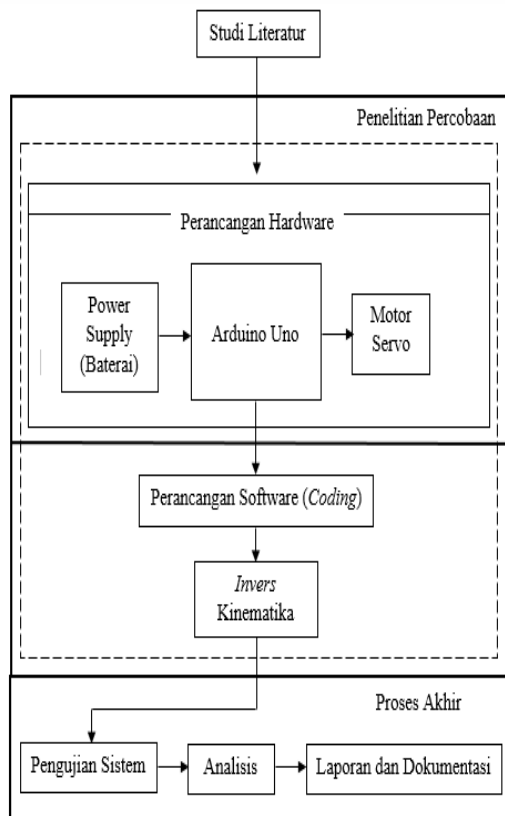 Studi Literatur
Penelitian Percobaan
Perancangan Hardware
Power
Supply
(Baterai)
Arduino Uno
Motor
Servo
Perancangan Software (Coding)
Invers
Kinematika
Proses Akhir
Pengujian Sistem
Analisis
Laporan dan Dokumentasi